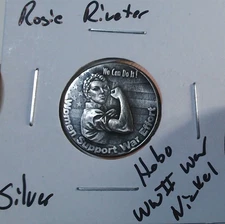 Rosie Riveter
We Can Do It!
Women Support War Effort
Silver
Hobo
WWII War
Nickel